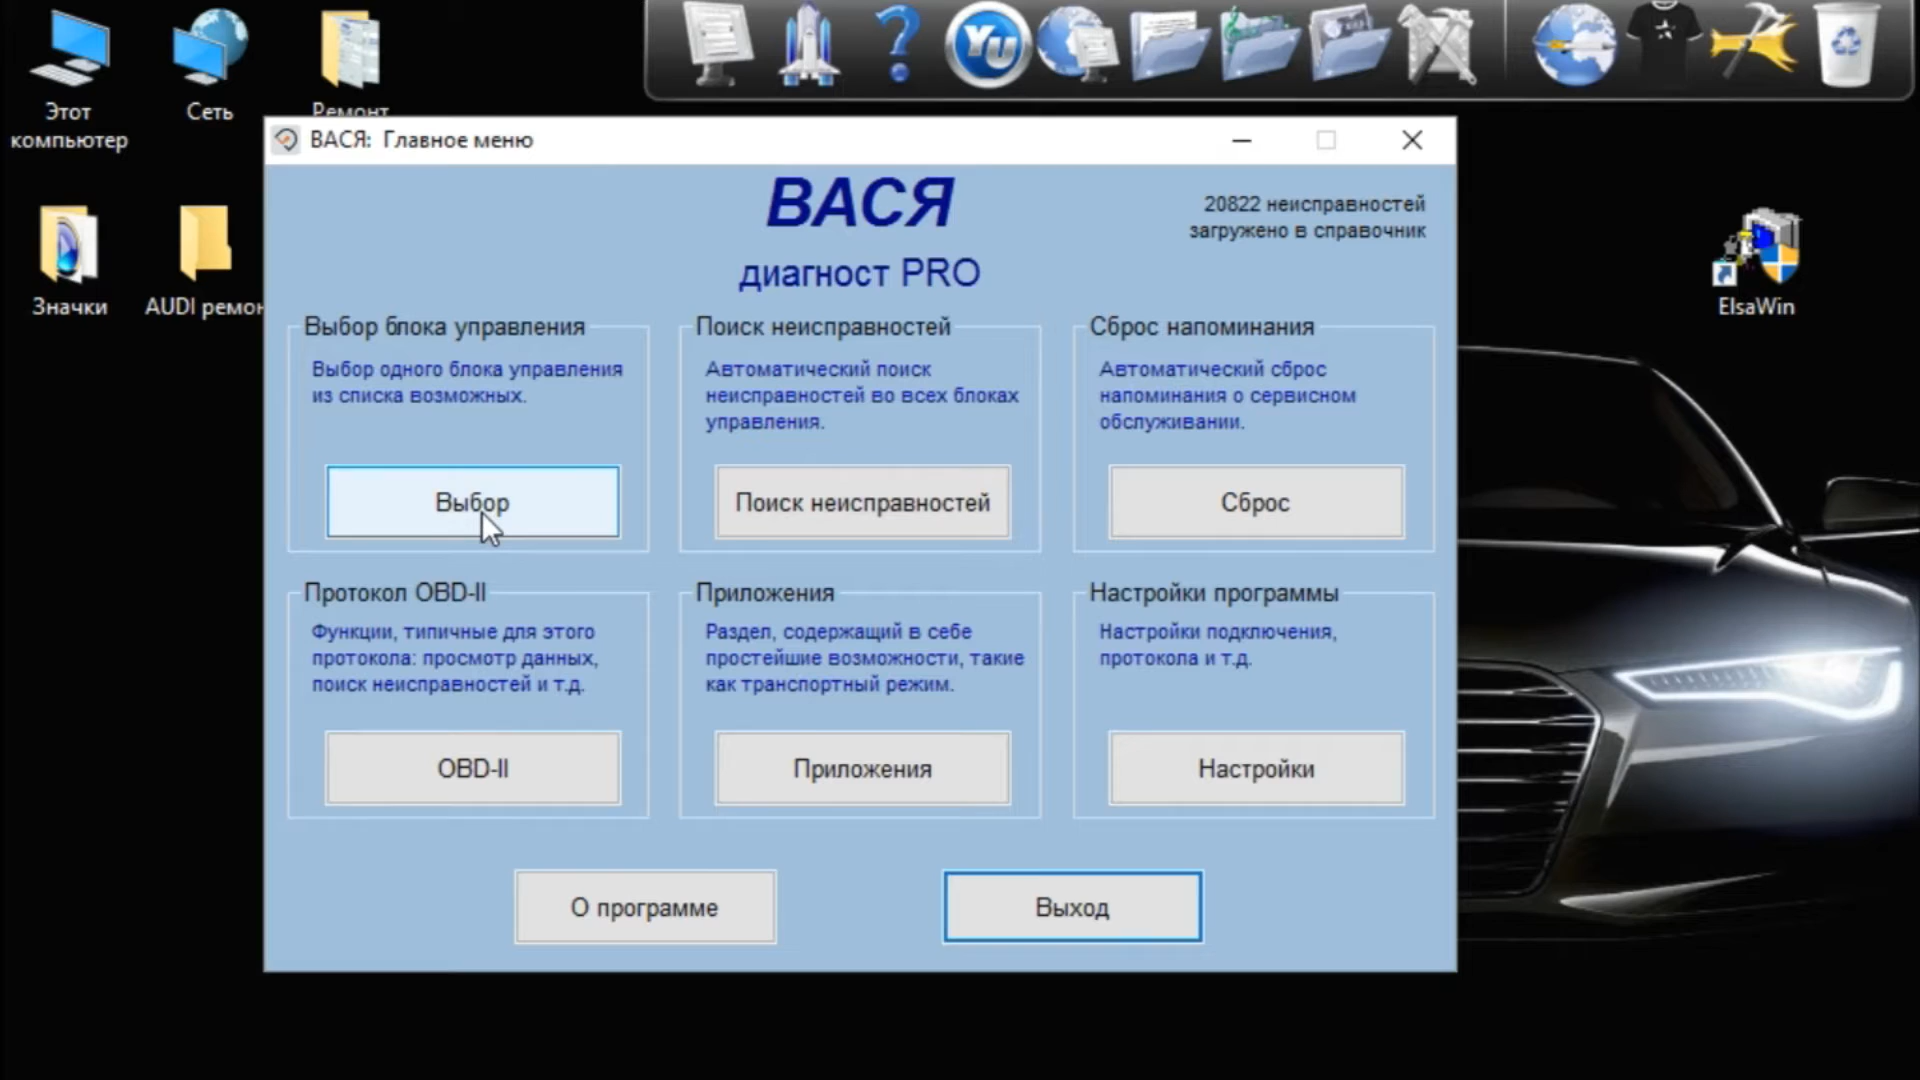 Этот
компьютер
Сеть
Ремонт
Yu
ВАСЯ: Главное меню
Значки
AUDI ремон
ElsaWin
ВАСЯ
диагност PRO
20822 неисправностей
загружено в справочник
Выбор блока управления
Выбор одного блока управления
из списка возможных.
Выбор
Поиск неисправностей
Автоматический поиск
неисправностей во всех блоках
управления.
Поиск неисправностей
Сброс напоминания
Автоматический сброс
напоминания о сервисном
обслуживании.
Сброс
Протокол OBD-II
Функции, типичные для этого
протокола: просмотр данных,
поиск неисправностей и т.д.
OBD-II
Приложения
Раздел, содержащий в себе
простейшие возможности, такие
как транспортный режим.
Приложения
Настройки программы
Настройки подключения,
протокола и т.д.
Настройки
О программе
Выход